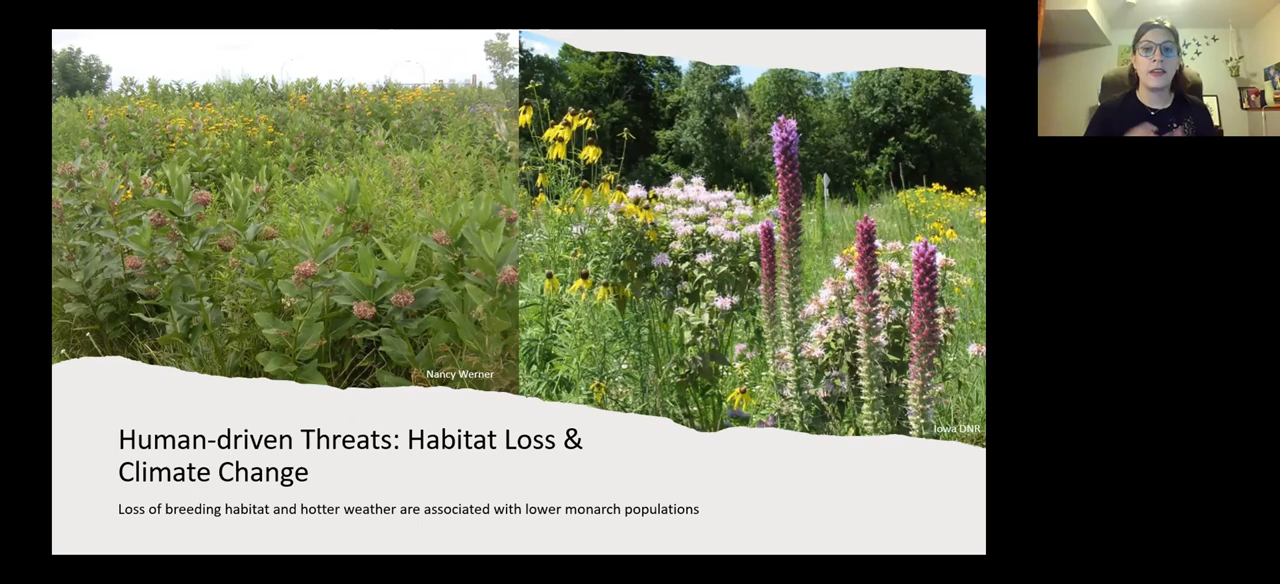 Nancy Werner
Iowa DNR
Human-driven Threats: Habitat Loss &
Climate Change
Loss of breeding habitat and hotter weather are associated with lower monarch populations